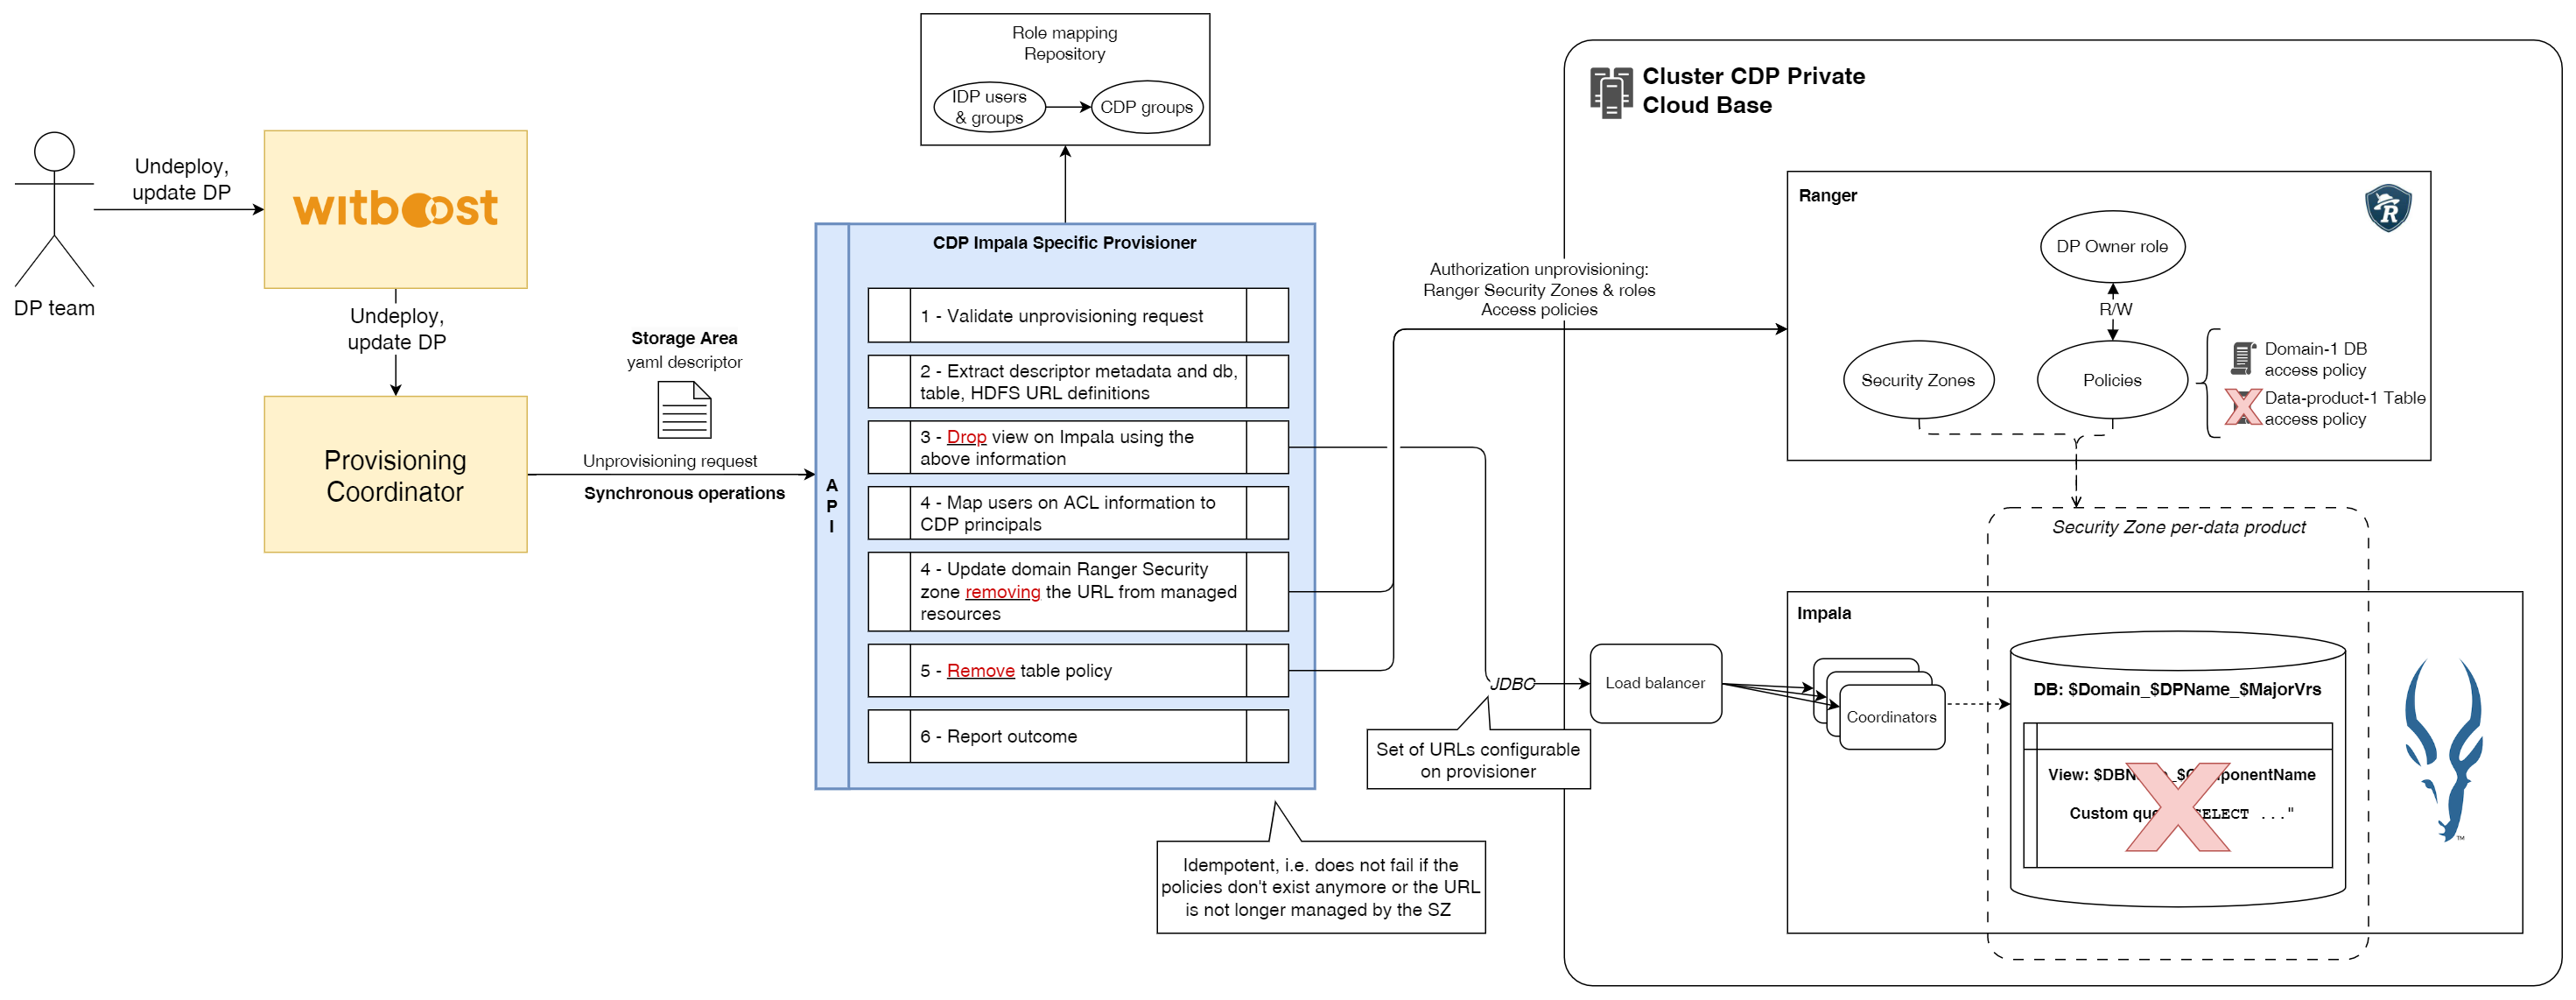 Role mapping
Repository
IDP users
& groups
CDP groups
Cluster CDP Private
Cloud Base
Undeploy,
update DP
witboost
DP team
Undeploy,
update DP
Provisioning
Coordinator
Storage Area
yaml descriptor
Unprovisioning request
Synchronous operations
A
P
I
CDP Impala Specific Provisioner
1 - Validate unprovisioning request
2 - Extract descriptor metadata and db,
table, HDFS URL definitions
3 - Drop view on Impala using the
above information
4 - Map users on ACL information to
CDP principals
4 - Update domain Ranger Security
zone removing the URL from managed
resources
5 - Remove table policy
6 - Report outcome
Idempotent, i.e. does not fail if the
policies don't exist anymore or the URL
is not longer managed by the SZ
Authorization unprovisioning:
Ranger Security Zones & roles
Access policies
JDBC
Set of URLs configurable
on provisioner
Load balancer
Ranger
R
DP Owner role
R/W
Security Zones
Policies
Domain-1 DB
access policy
Data-product-1 Table
access policy
Security Zone per-data product
Impala
Coordinators
DB: $Domain_$DPName_$MajorVrs
View:
Custom
..."
TM